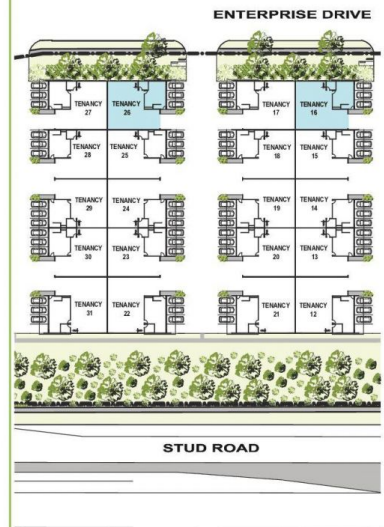 ENTERPRISE DRIVE
TENANCY
27
TENANCY
26
TENANCY
17
TENANCY
16
TENANCY
28
TENANCY
25
TENANCY
18
TENANCY
15
TENANCY
29
TENANCY
24
TENANCY
19
TENANCY
14
TENANCY
30
TENANCY
23
TENANCY
20
TENANCY
13
TENANCY
31
TENANCY
22
TENANCY
21
TENANCY
12
STUD ROAD